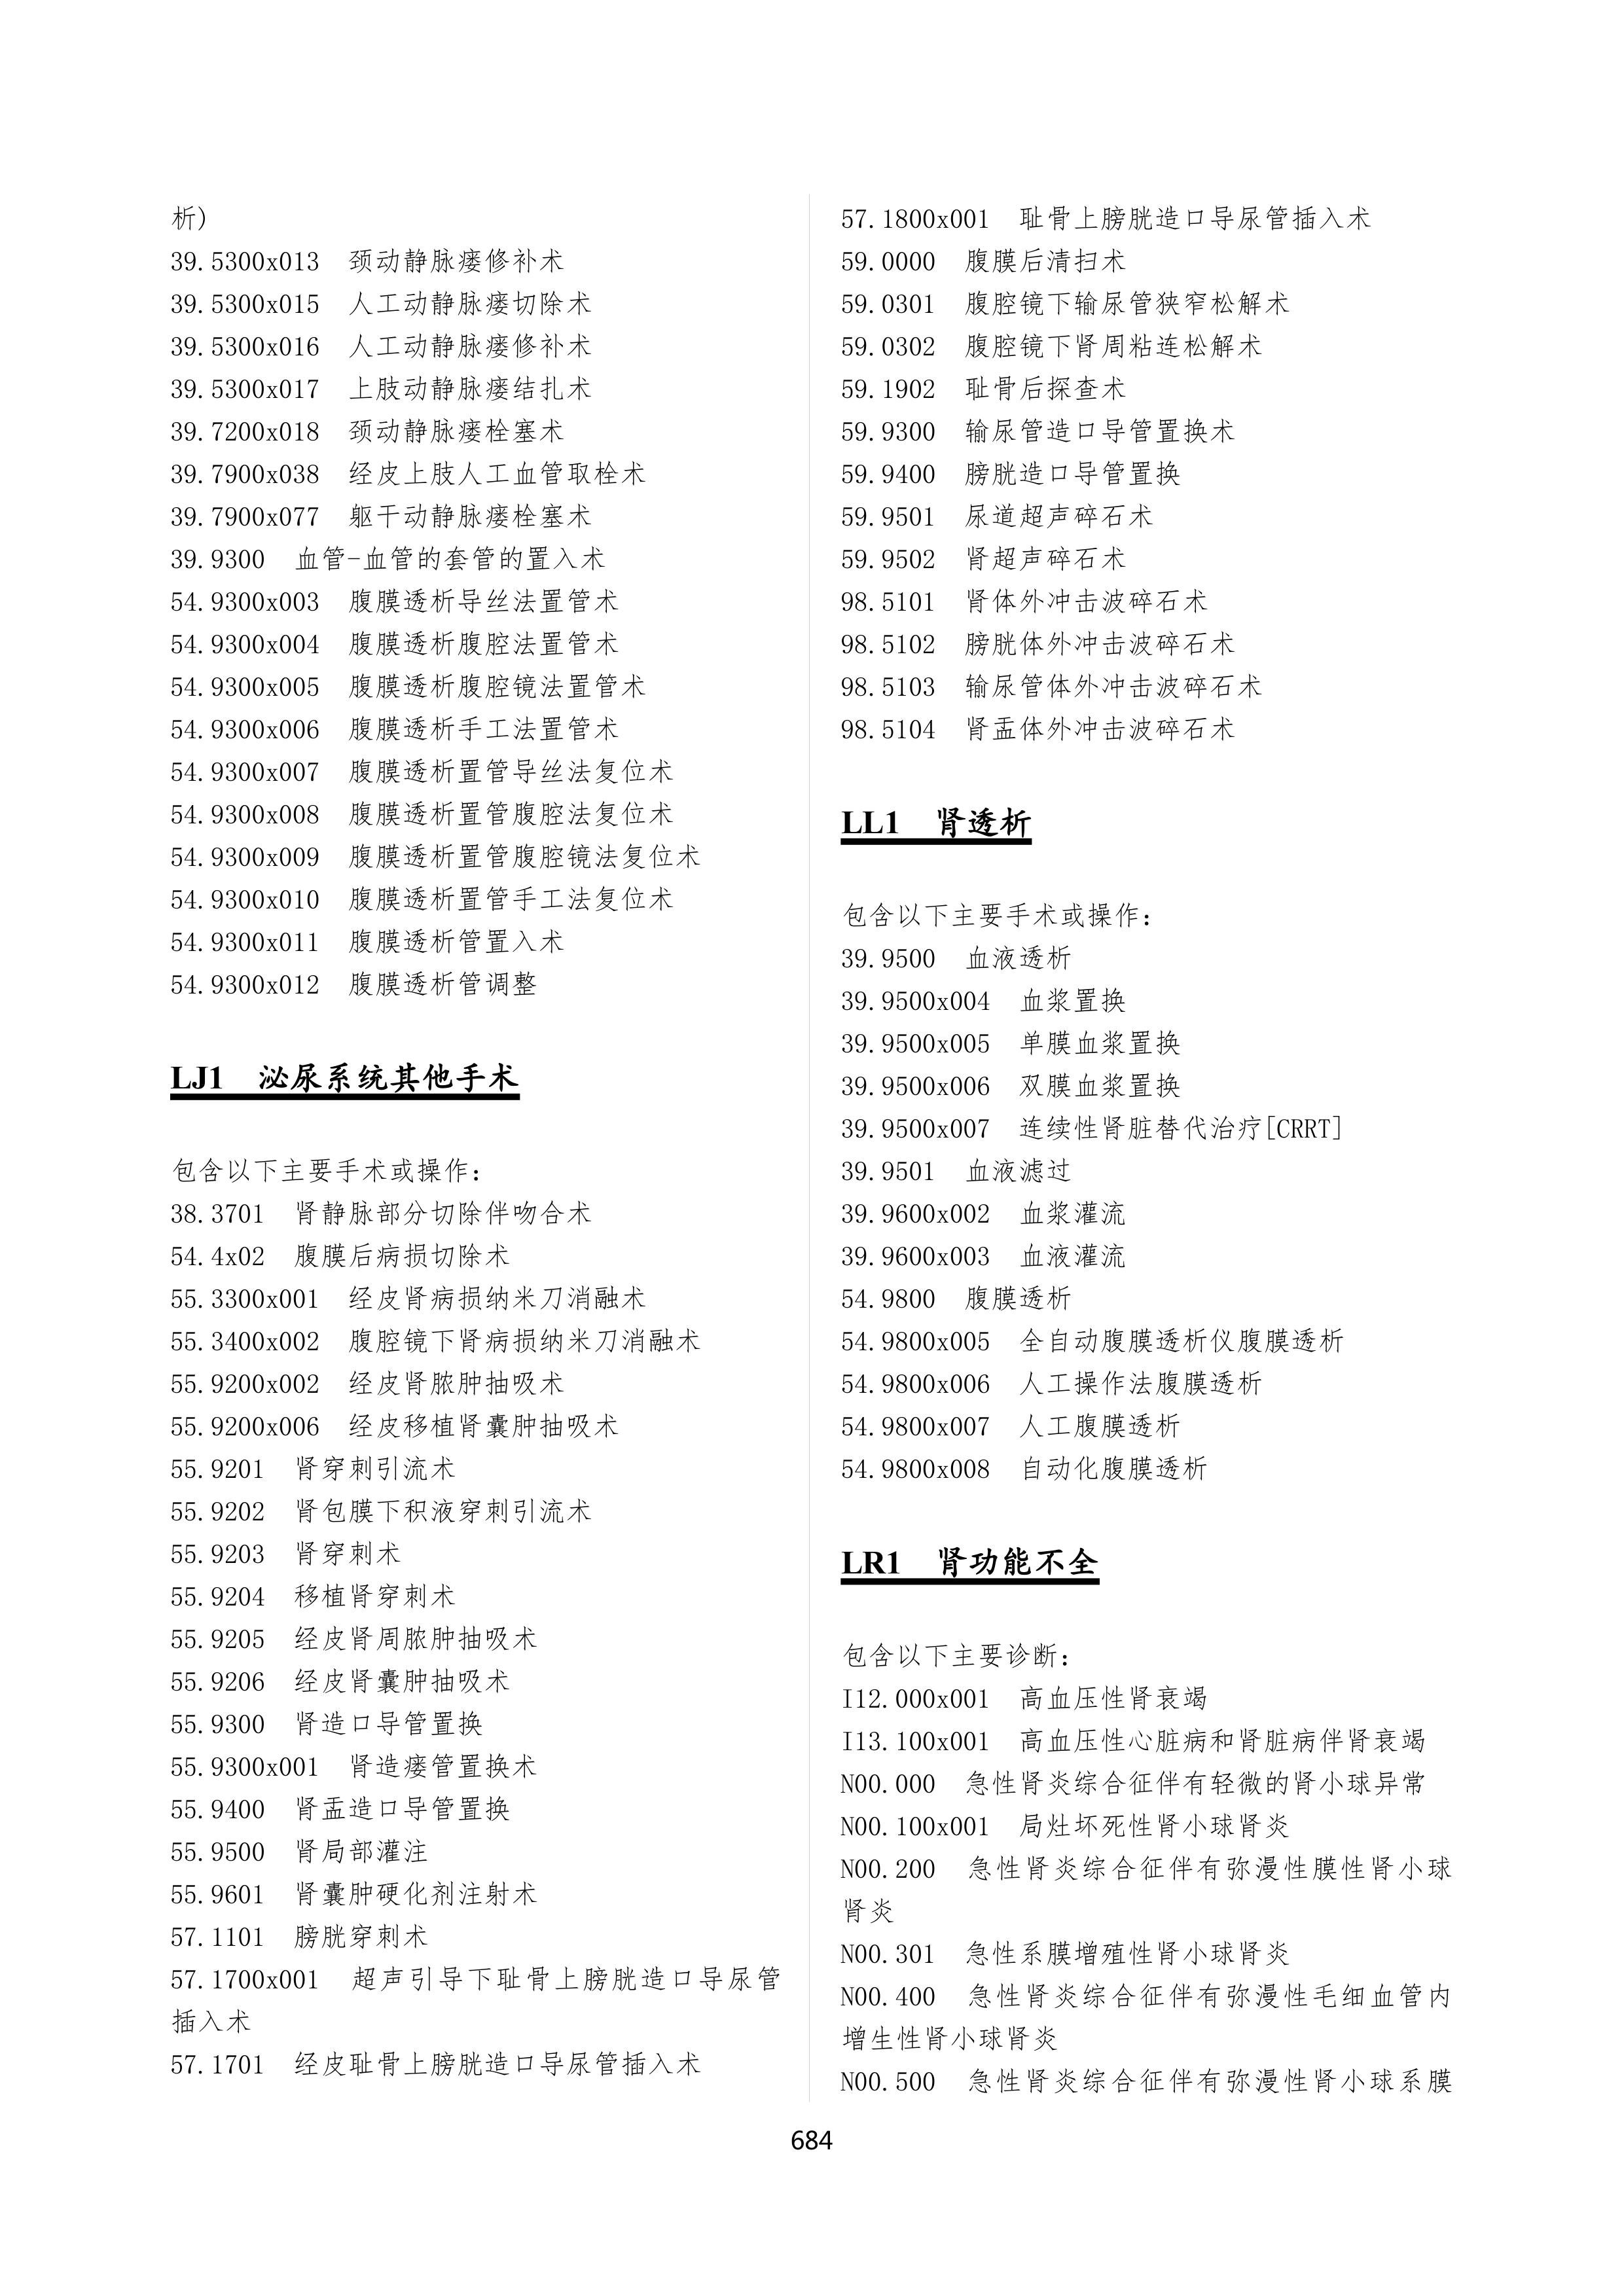 析)
39.5300x013 颈动静脉瘘修补术
39.5300x015 人工动静脉瘘切除术
39.5300x016 人工动静脉瘘修补术
39.5300x017 上肢动静脉瘘结扎术
39.7200x018 颈动静脉瘘栓塞术
39.7900x038 经皮上肢人工血管取栓术
39.7900x077 躯干动静脉瘘栓塞术
39.9300 血管-血管的套管的置入术
54.9300x003 腹膜透析导丝法置管术
54.9300x004 腹膜透析腹腔法置管术
54.9300x005 腹膜透析腹腔镜法置管术
54.9300x006 腹膜透析手工法置管术
54.9300x007 腹膜透析置管导丝法复位术
54.9300x008 腹膜透析置管腹腔法复位术
54.9300x009 腹膜透析置管腹腔镜法复位术
54.9300x010 腹膜透析置管手工法复位术
54.9300x011 腹膜透析管置入术
54.9300x012 腹膜透析管调整
LJ1 泌尿系统其他手术
包含以下主要手术或操作:
38.3701 肾静脉部分切除伴吻合术
54.4x02 腹膜后病损切除术
55.3300x001 经皮肾病损纳米刀消融术
55.3400x002 腹腔镜下肾病损纳米刀消融术
55.9200x002 经皮肾脓肿抽吸术
55.9200x006 经皮移植肾囊肿抽吸术
55.9201 肾穿刺引流术
55.9202 肾包膜下积液穿刺引流术
55.9203 肾穿刺术
55.9204 移植肾穿刺术
55.9205 经皮肾周脓肿抽吸术
55.9206 经皮肾囊肿抽吸术
55.9300 肾造口导管置换
55.9300x001 肾造瘘管置换术
55.9400 肾盂造口导管置换
55.9500 肾局部灌注
55.9601 肾囊肿硬化剂注射术
57.1101 膀胱穿刺术
57.1700x001 超声引导下耻骨上膀胱造口导尿管
插入术
57.1701 经皮耻骨上膀胱造口导尿管插入术
57.1800x001 耻骨上膀胱造口导尿管插入术
59.0000 腹膜后清扫术
59.0301 腹腔镜下输尿管狭窄松解术
59.0302 腹腔镜下肾周粘连松解术
59.1902 耻骨后探查术
59.9300 输尿管造口导管置换术
59.9400 膀胱造口导管置换
59.9501 尿道超声碎石术
59.9502 肾超声碎石术
98.5101 肾体外冲击波碎石术
98.5102 膀胱体外冲击波碎石术
98.5103 输尿管体外冲击波碎石术
98.5104 肾盂体外冲击波碎石术
LL1 肾透析
包含以下主要手术或操作:
39.9500 血液透析
39.9500x004 血浆置换
39.9500x005 单膜血浆置换
39.9500x006 双膜血浆置换
39.9500x007 连续性肾脏替代治疗[CRRT]
39.9501 血液滤过
39.9600x002 血浆灌流
39.9600x003 血液灌流
54.9800 腹膜透析
54.9800x005 全自动腹膜透析仪腹膜透析
54.9800x006 人工操作法腹膜透析
54.9800x007 人工腹膜透析
54.9800x008 自动化腹膜透析
LR1 肾功能不全
包含以下主要诊断:
I12.000x001 高血压性肾衰竭
I13.100x001 高血压性心脏病和肾脏病伴肾衰竭
N00.000 急性肾炎综合征伴有轻微的肾小球异常
N00.100x001 局灶坏死性肾小球肾炎
N00.200 急性肾炎综合征伴有弥漫性膜性肾小球
肾炎
N00.301 急性系膜增殖性肾小球肾炎
N00.400 急性肾炎综合征伴有弥漫性毛细血管内
增生性肾小球肾炎
N00.500 急性肾炎综合征伴有弥漫性肾小球系膜
684